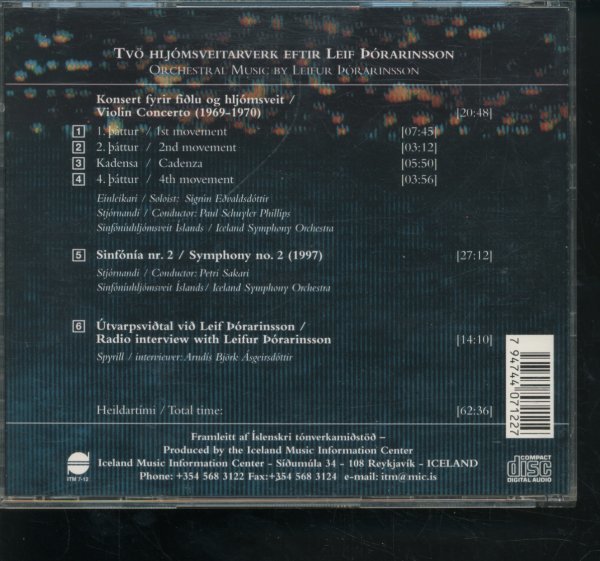 Tvö hljómsveitarverk eftir Leif Þórarinsson
Orchestral Music by Leifur Þórarinsson
Konsert fyrir fiðlu og hljómsveit /
Violin Concerto (1969-1970) [20:48]
1 1. þáttur / 1st movement [07:45]
2 2. þáttur / 2nd movement [03:12]
3 Kadensa / Cadenza [05:50]
4 4. þáttur / 4th movement [03:56]
Einleikari / Soloist: Sigrún Eðvaldsdóttir
Stjórnandi / Conductor: Paul Schuyler Phillips
Sinfóníuhljómsveit Íslands / Iceland Symphony Orchestra
5 Sinfónía nr. 2 / Symphony no. 2 (1997) [27:12]
Stjórnandi / Conductor: Petri Sakari
Sinfóníuhljómsveit Íslands/ Iceland Symphony Orchestra
6 Útvarpsviðtal við Leif Þórarinsson /
Radio interview with Leifur Þórarinsson [14:10]
Spyrill / interviewer: Arndís Björk Ásgeirsdóttir
7 94744 071227
Heildartími / Total time: [62:36]
Framleitt af Íslenskri tónverkamiðstöð –
Produced by the Iceland Music Information Center
Iceland Music Information Center - Síðumúla 34 - 108 Reykjavík - ICELAND
Phone: +354 568 3122 Fax:+354 568 3124 e-mail: itm@mic.is
ITM 7-12
COMPACT
disc
DIGITAL AUDIO